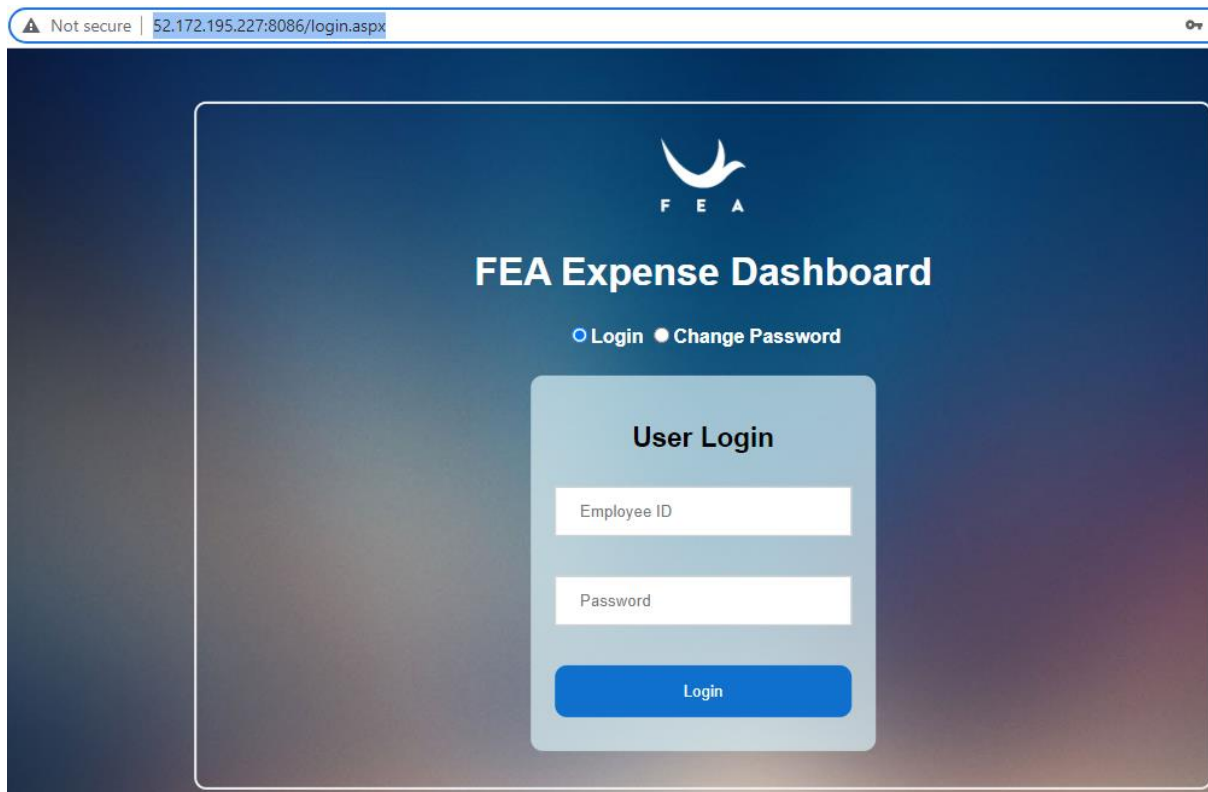 Not secure | 52.172.195.227:8086/login.aspx
F E A
FEA Expense Dashboard
Login Change Password
User Login
Employee ID
Password
Login